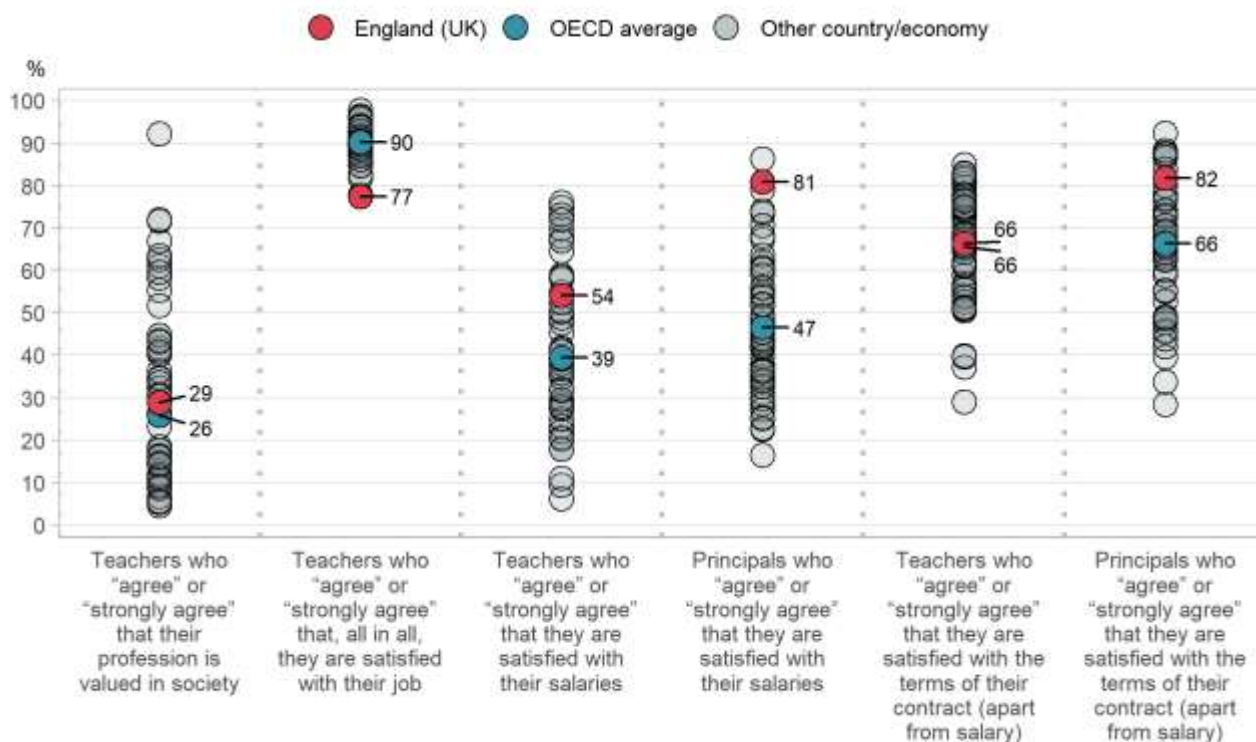 England (UK) OECD average Other country/economy
%
100
90
80
70
60
50
40
30
20
10
0
29
26
90
77
54
39
81
47
66
66
82
66
Teachers who
“agree” or
“strongly agree”
that their
profession is
valued in society
Teachers who
“agree” or
“strongly agree”
that, all in all,
they are satisfied
with their job
Teachers who
“agree” or
“strongly agree”
that they are
satisfied with
their salaries
Principals who
“agree” or
“strongly agree”
that they are
satisfied with
their salaries
Teachers who
“agree” or
“strongly agree”
that they are
satisfied with the
terms of their
contract (apart
from salary)
Principals who
“agree” or
“strongly agree”
that they are
satisfied with the
terms of their
contract (apart
from salary)